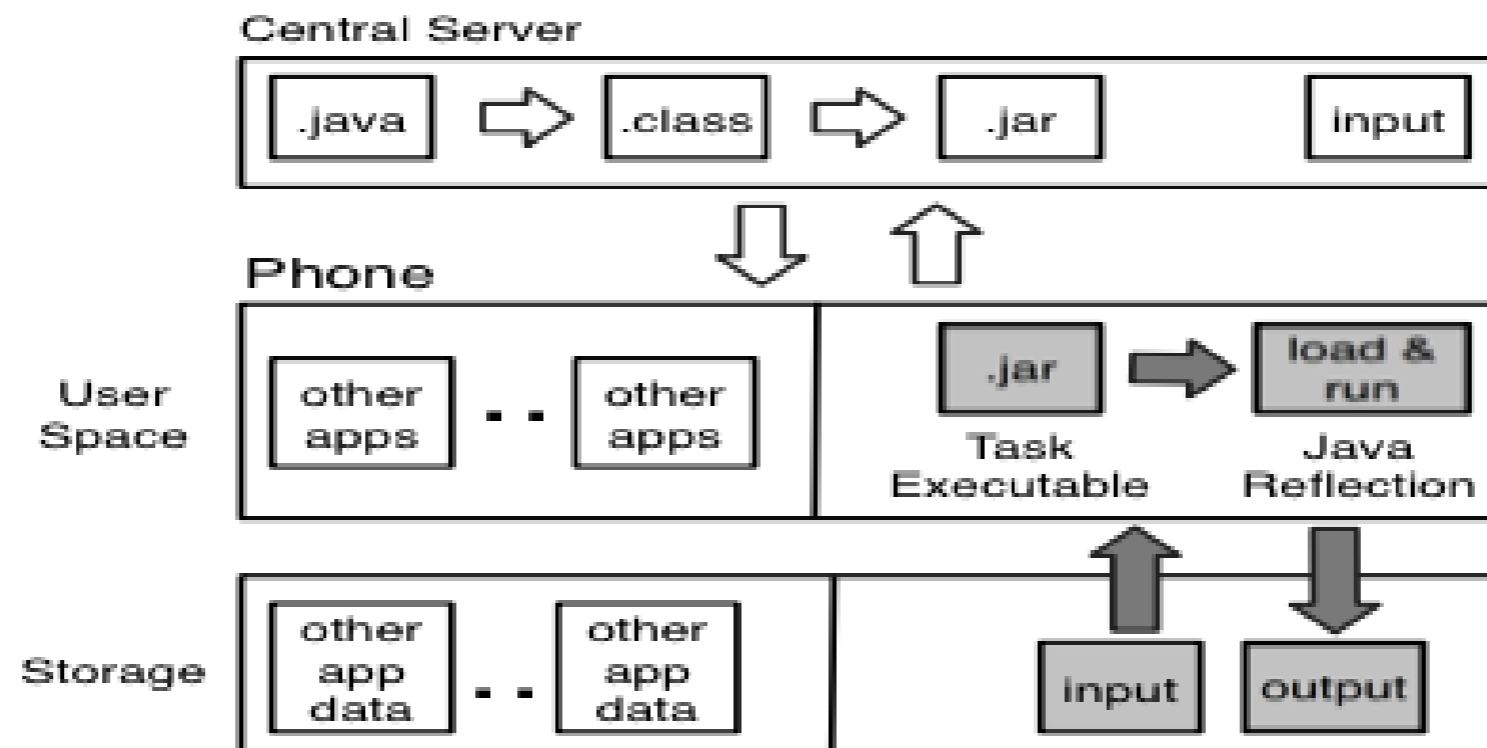 Central Server
.java
.class
.jar
input
Phone
User
Space
other
apps
. .
other
apps
.jar
load &
run
Task
Executable
Java
Reflection
Storage
other
app
data
. .
other
app
data
input
output